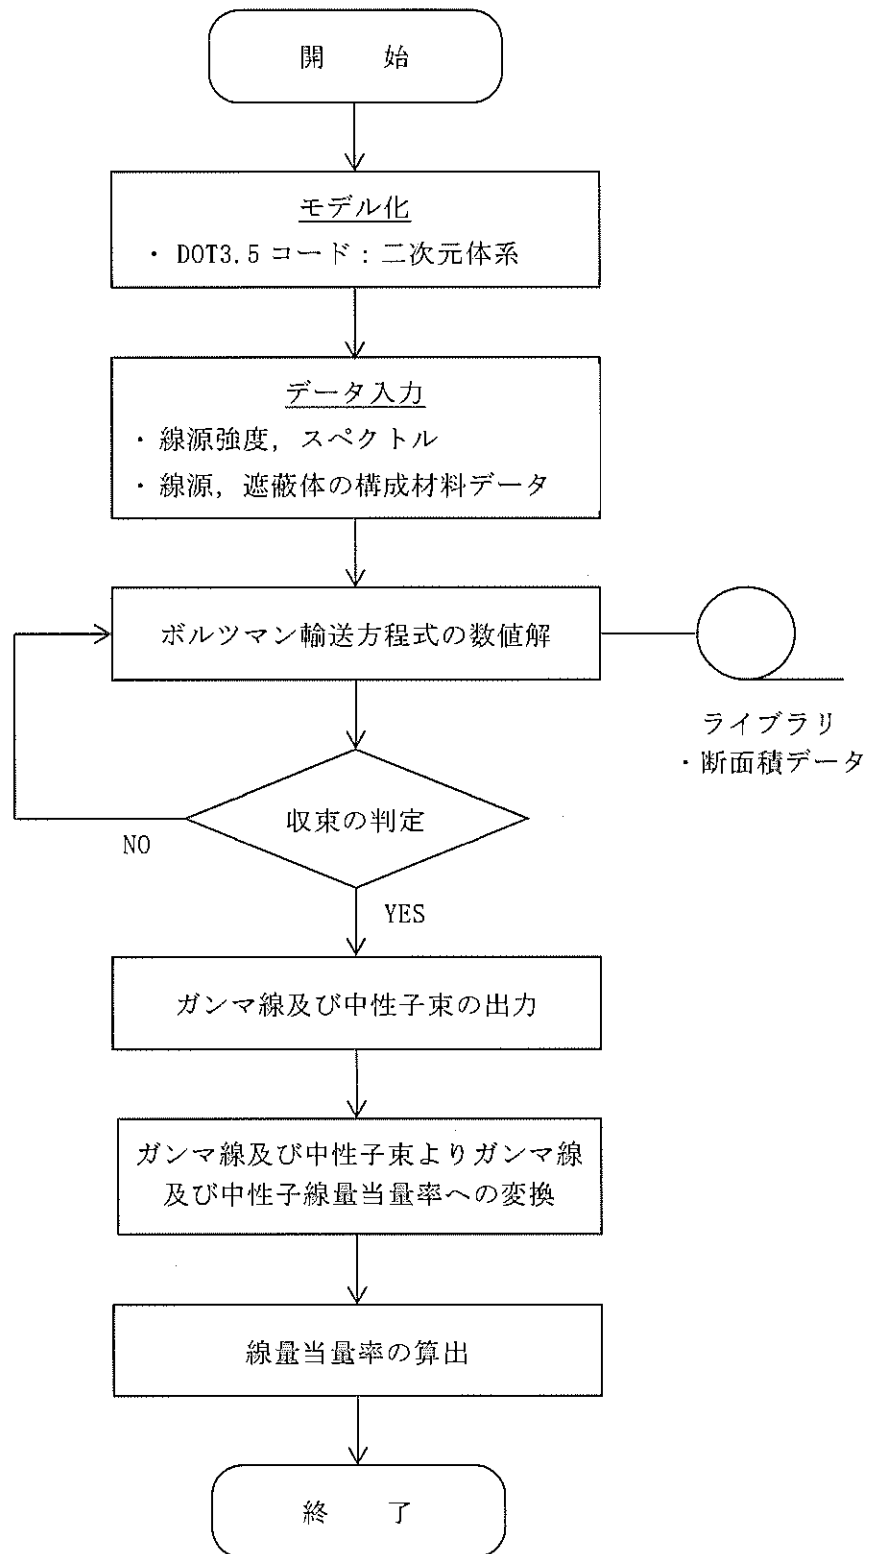 開 始
モデル化
・ DOT3.5 コード：二次元体系
データ入力
・ 線源強度，スペクトル
・ 線源，遮蔽体の構成材料データ
ボルツマン輸送方程式の数値解
ライブラリ
・断面積データ
収束の判定
NO
YES
ガンマ線及び中性子束の出力
ガンマ線及び中性子束よりガンマ線
及び中性子線量当量率への変換
線量当量率の算出
終 了